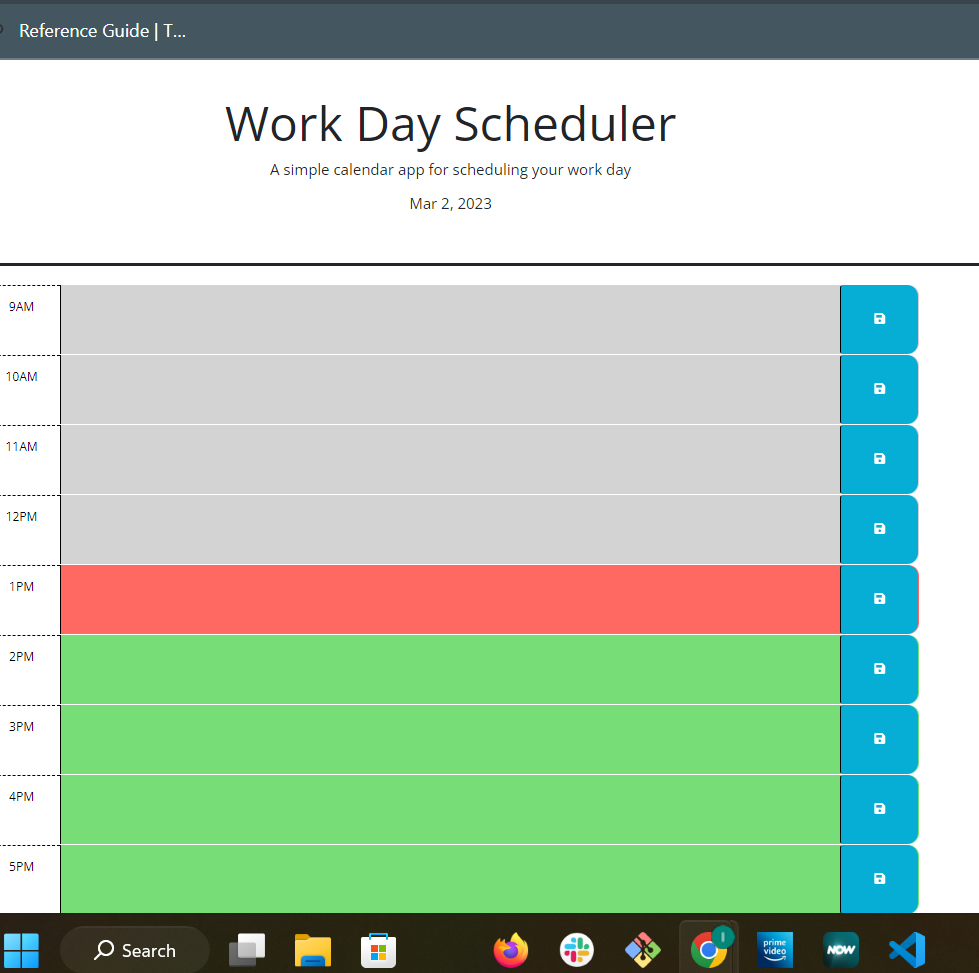 Reference Guide | T...
Work Day Scheduler
A simple calendar app for scheduling your work day
Mar 2, 2023
9AM
10AM
11AM
12PM
1PM
2PM
3PM
4PM
5PM
Search
I
prime video
NOW